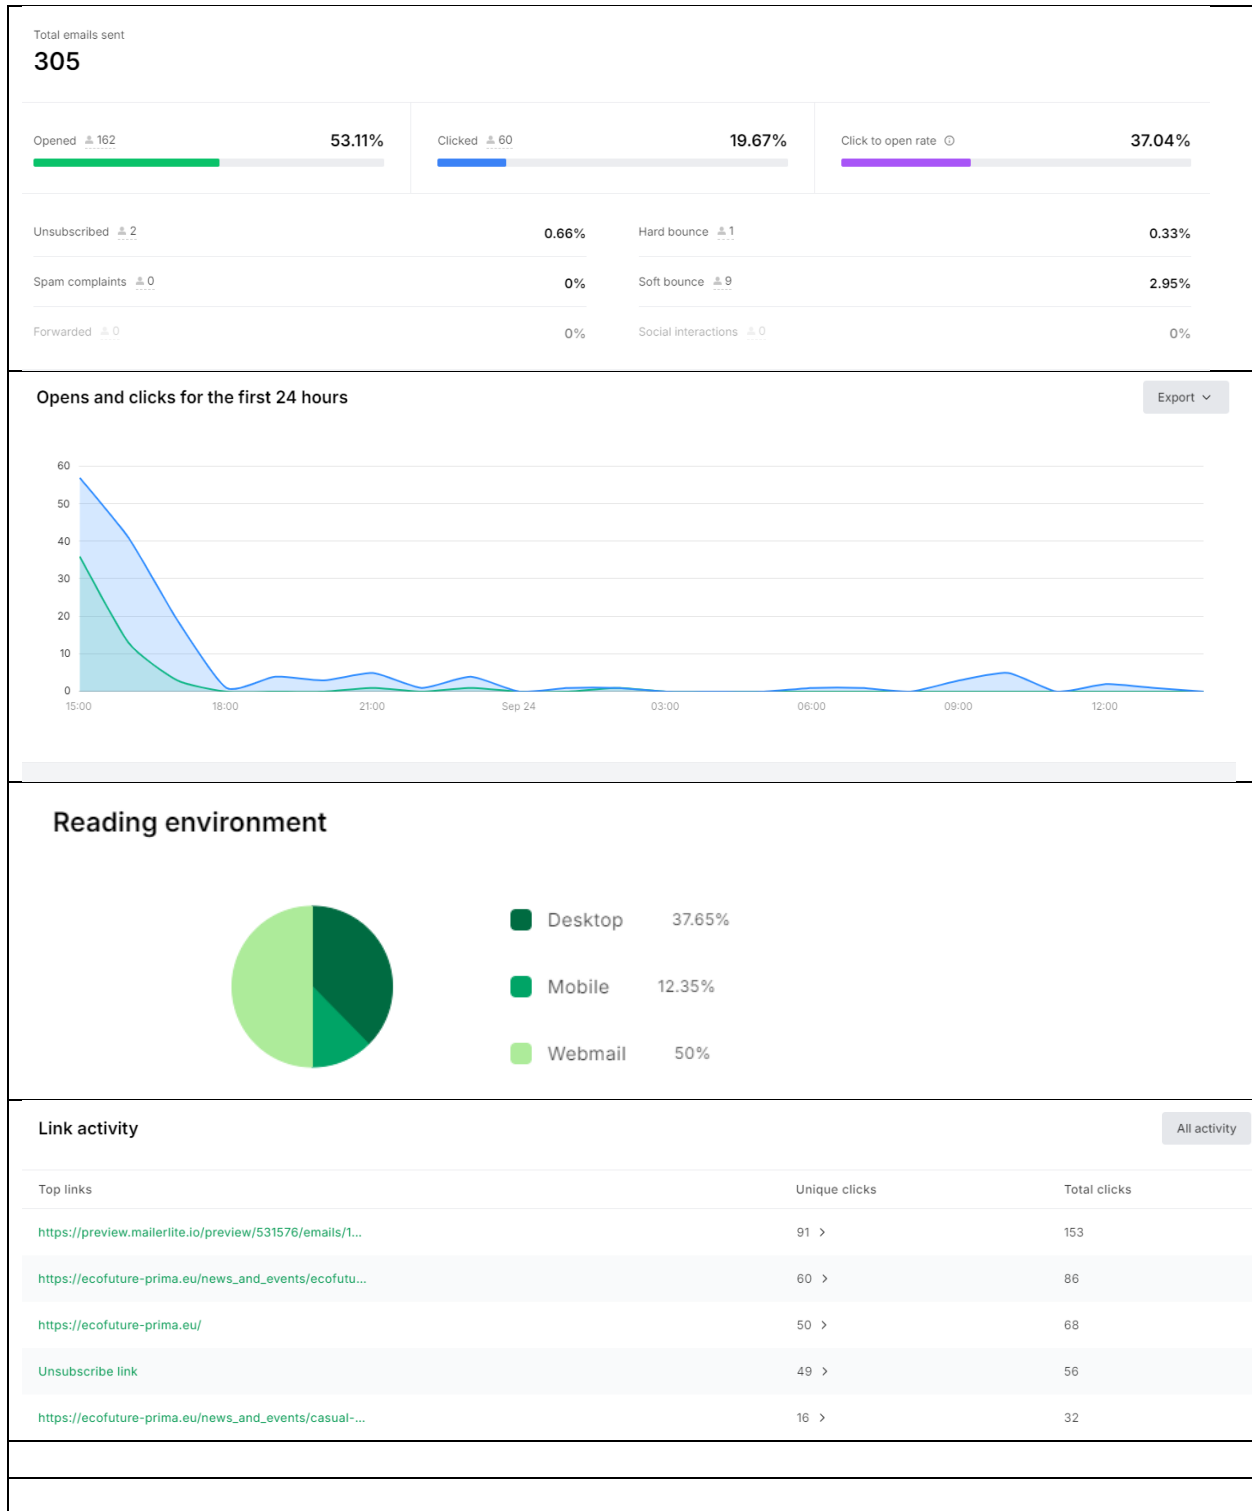 Total emails sent
305
Opened 162 53.11% Clicked 60 19.67% Click to open rate 37.04%
Unsubscribed 2 0.66% Hard bounce 1 0.33%
Spam complaints 0 0% Soft bounce 9 2.95%
Forwarded 0 0% Social interactions 0 0%
Opens and clicks for the first 24 hours Export
60
50
40
30
20
10
0
15:00 18:00 21:00 Sep 24 03:00 06:00 09:00 12:00
Reading environment
Desktop 37.65%
Mobile 12.35%
Webmail 50%
Link activity All activity
Top links Unique clicks Total clicks
https://preview.mailerlite.io/preview/531576/emails/1... 91 > 153
https://ecofuture-prima.eu/news_and_events/ecofutu... 60 > 86
https://ecofuture-prima.eu/ 50 > 68
Unsubscribe link 49 > 56
https://ecofuture-prima.eu/news_and_events/casual-... 16 > 32